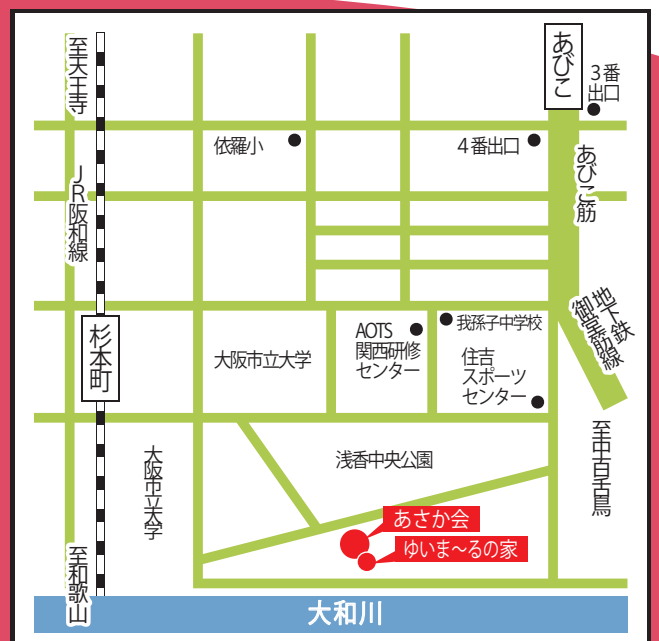 至天王寺
あびこ
3番
出口
依羅小
4番出口
あびこ筋
JR阪和線
地下鉄
御堂筋線
杉本町
大阪市立大学
AOTS
関西研修
センター
我孫子中学校
住吉
スポーツ
センター
大阪市立大学
浅香中央公園
至中百舌鳥
あさか会
ゆいま～るの家
至和歌山
大和川